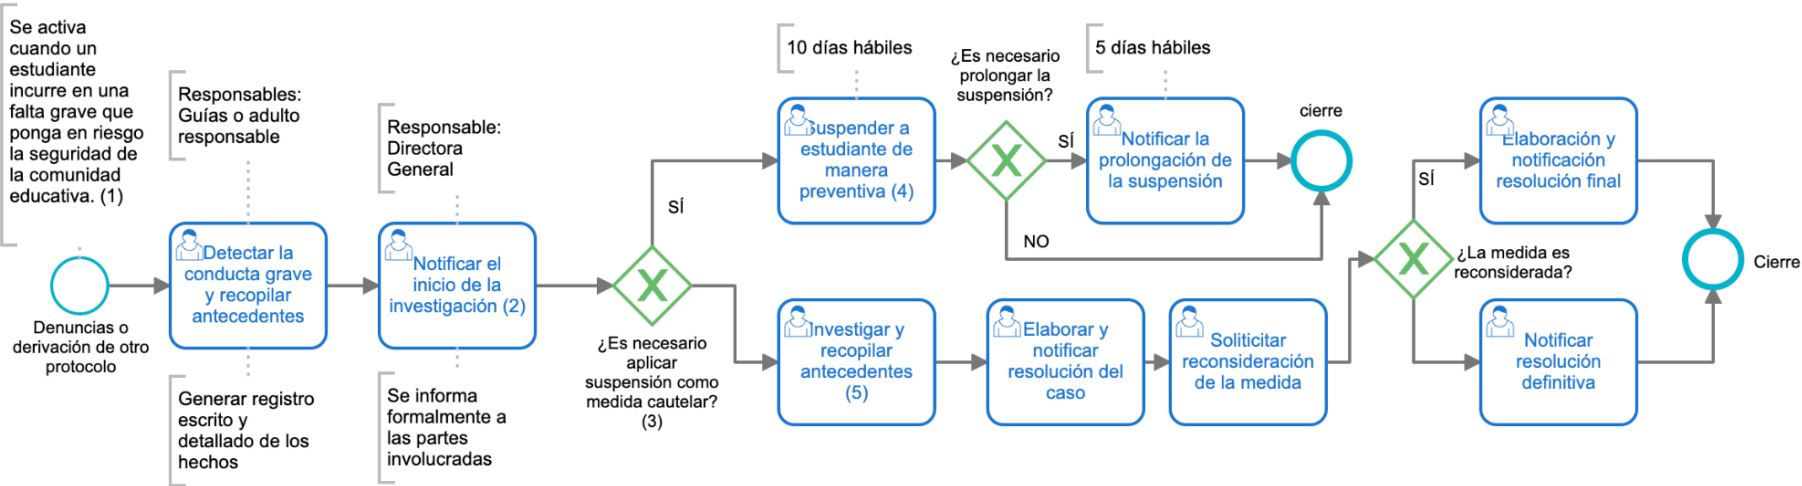 Se activa
cuando un
estudiante
incurre en una
falta grave que
ponga en riesgo
la seguridad de
la comunidad
educativa. (1)
Denuncias o
derivación de otro
protocolo
Responsables:
Guías o adulto
responsable
Detectar la
conducta grave
y recopilar
antecedentes
Generar registro
escrito y
detallado de los
hechos
Responsable:
Directora
General
Notificar el
inicio de la
investigación (2)
Se informa
formalmente a
las partes
involucradas
SÍ
¿Es necesario
aplicar
suspensión como
medida cautelar?
(3)
10 días hábiles
Suspender a
estudiante de
manera
preventiva (4)
¿Es necesario
prolongar la
suspensión?
SÍ
NO
5 días hábiles
Notificar la
prolongación de
la suspensión
cierre
Investigar y
recopilar
antecedentes
(5)
Elaborar y
notificar
resolución del
caso
Soliticitar
reconsideración
de la medida
SÍ
¿La medida es
reconsiderada?
Elaboración y
notificación
resolución final
Notificar
resolución
definitiva
Cierre